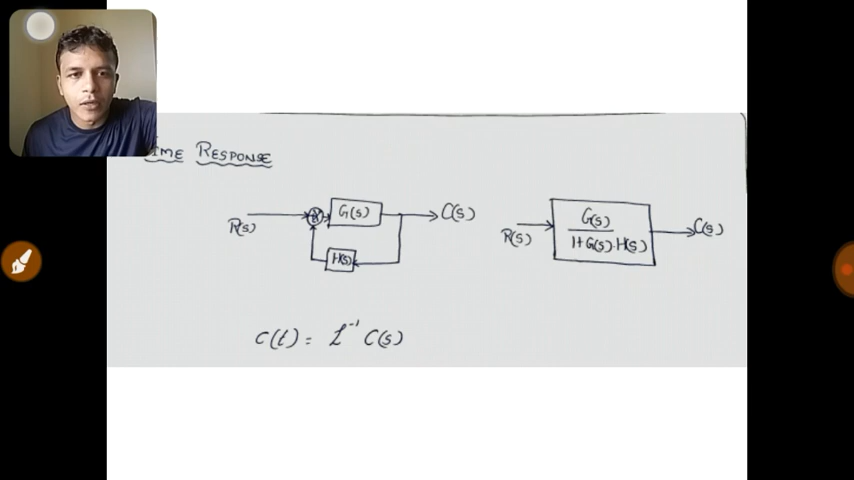 IME RESPONSE
R(s) G(s) C(s)
H(s)
R(s) G(s) / 1+G(s).H(s) C(s)
c(t) = L⁻¹ C(s)